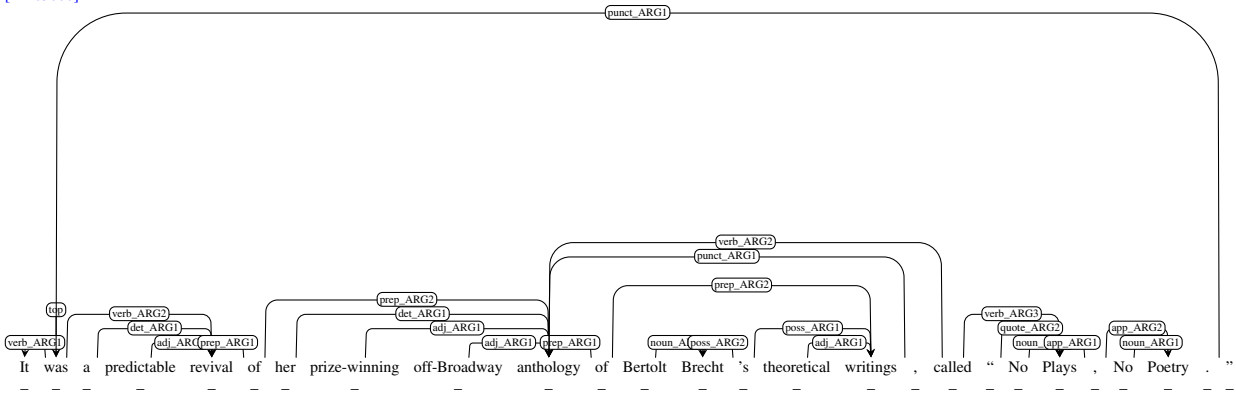 punct_ARG1
verb_ARG2
punct_ARG1
prep_ARG2
prep_ARG2
top verb_ARG2 det_ARG1 verb_ARG3
det_ARG1 adj_ARG1 poss_ARG1 quote_ARG2 app_ARG2
verb_ARG1 prep_ARG1 adj_ARG1 prep_ARG1 poss_ARG2 adj_ARG1 app_ARG1 noun_ARG1
It was a predictable revival of her prize-winning off-Broadway anthology of Bertolt Brecht 's theoretical writings , called “ No Plays , No Poetry . ”
_ _ _ _ _ _ _ _ _ _ _ _ _ _ _ _ _ _ _ _ _ _ _ _ _ _